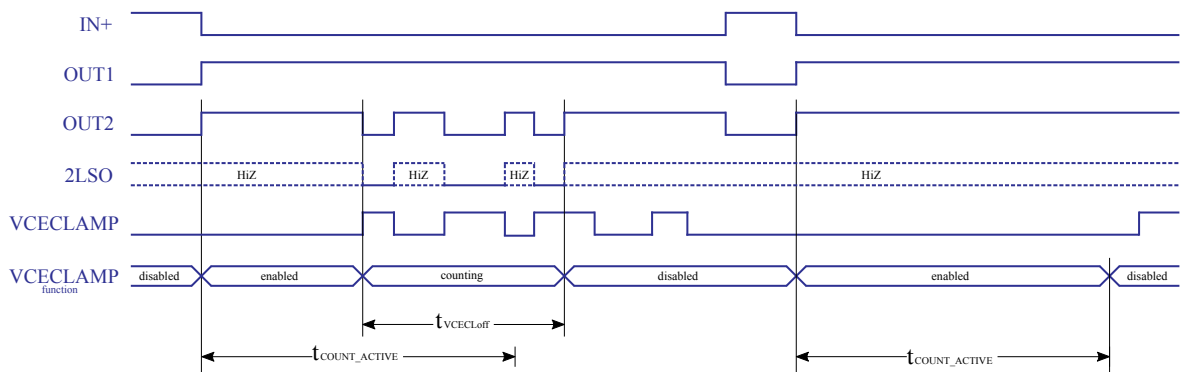 IN+
OUT1
OUT2
2LSO
HiZ
HiZ
HiZ
HiZ
VCECLAMP
VCECLAMP
function
disabled
enabled
counting
disabled
enabled
disabled
tVCECLoff
tCOUNT_ACTIVE
tCOUNT_ACTIVE